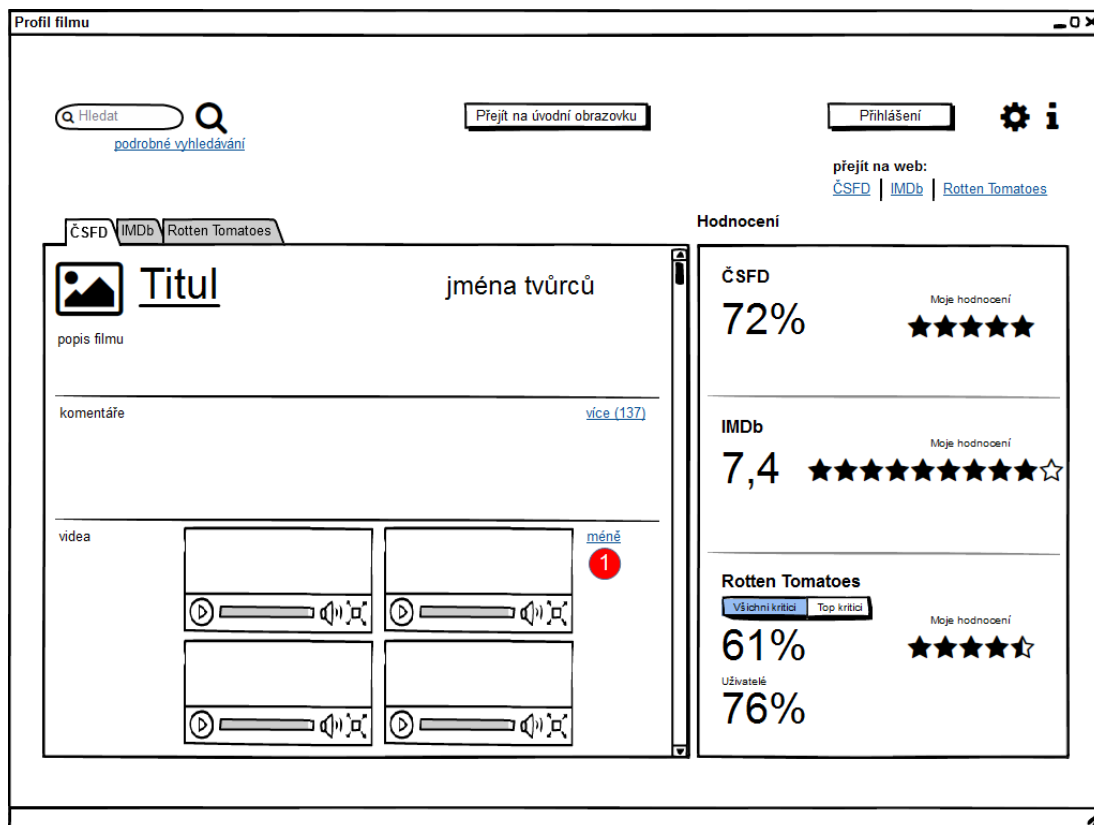 Profil filmu
Hledat
podrobné vyhledávání
Přejít na úvodní obrazovku
Přihlášení
přejít na web:
ČSFD | IMDb | Rotten Tomatoes
ČSFD IMDb Rotten Tomatoes
Hodnocení
Titul
jména tvůrců
popis filmu
komentáře
více (137)
videa
méně
1
ČSFD
72%
Moje hodnocení
IMDb
7,4
Moje hodnocení
Rotten Tomatoes
Všichni kritici Top kritici
61%
Moje hodnocení
Uživatelé
76%